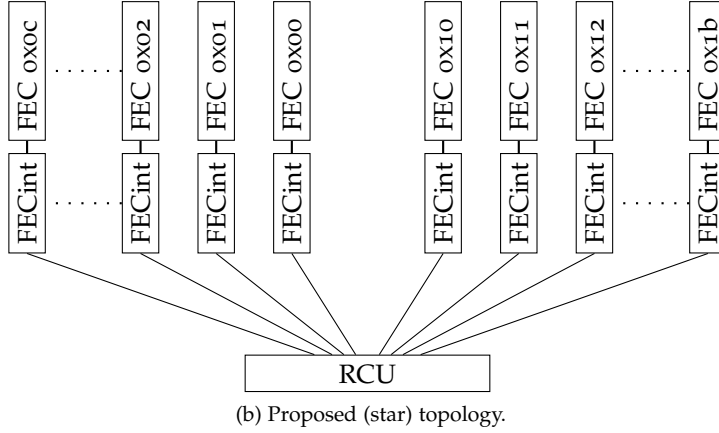 FEC 0x0c
FEC 0x02
FEC 0x01
FEC 0x00
FEC 0x10
FEC 0x11
FEC 0x12
FEC 0x1b
FECint
FECint
FECint
FECint
FECint
FECint
FECint
FECint
RCU
(b) Proposed (star) topology.